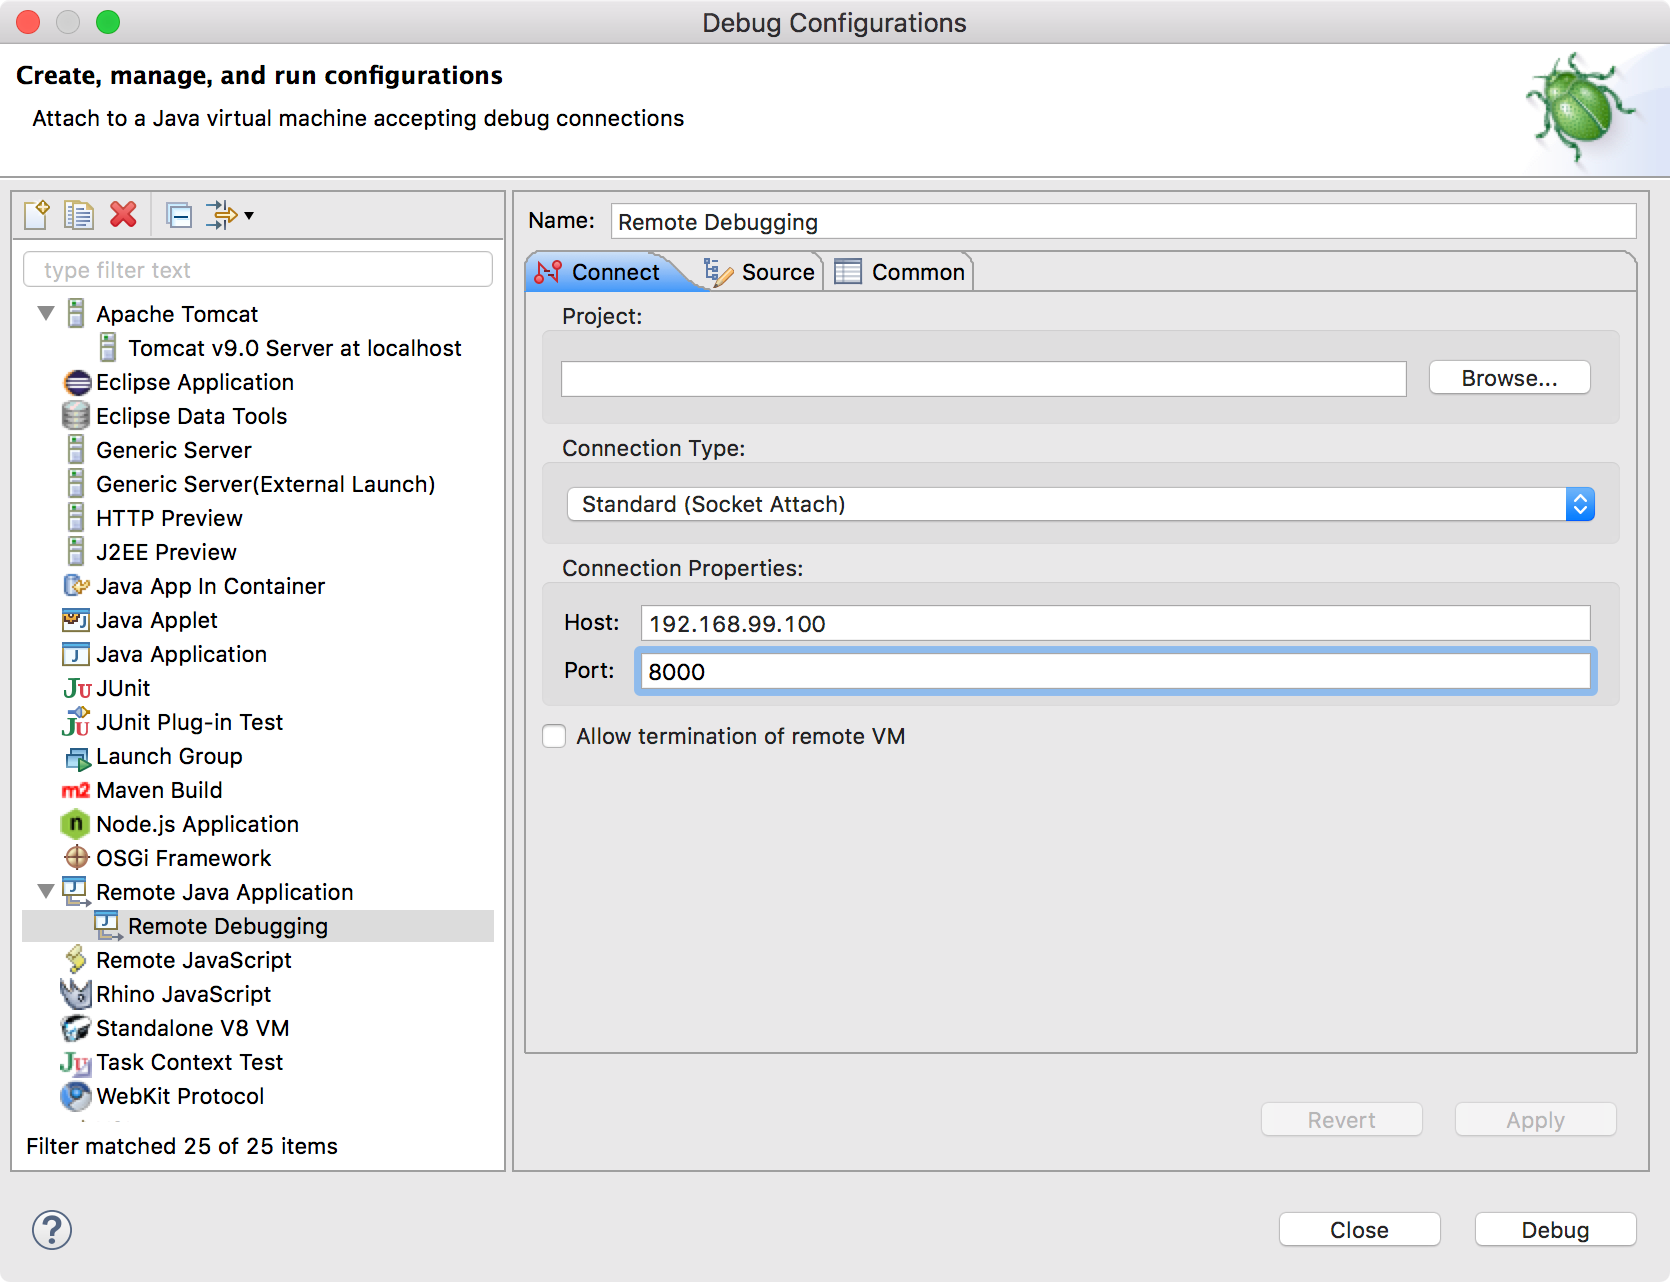 Debug Configurations
Create, manage, and run configurations
Attach to a Java virtual machine accepting debug connections
type filter text
Apache Tomcat
Tomcat v9.0 Server at localhost
Eclipse Application
Eclipse Data Tools
Generic Server
Generic Server(External Launch)
HTTP Preview
J2EE Preview
Java App In Container
Java Applet
Java Application
JUnit
JUnit Plug-in Test
Launch Group
Maven Build
Node.js Application
OSGi Framework
Remote Java Application
Remote Debugging
Remote JavaScript
Rhino JavaScript
Standalone V8 VM
Task Context Test
WebKit Protocol
Filter matched 25 of 25 items
Name: Remote Debugging
Connect Source Common
Project:
Browse...
Connection Type:
Standard (Socket Attach)
Connection Properties:
Host: 192.168.99.100
Port: 8000
Allow termination of remote VM
Revert Apply
? Close Debug